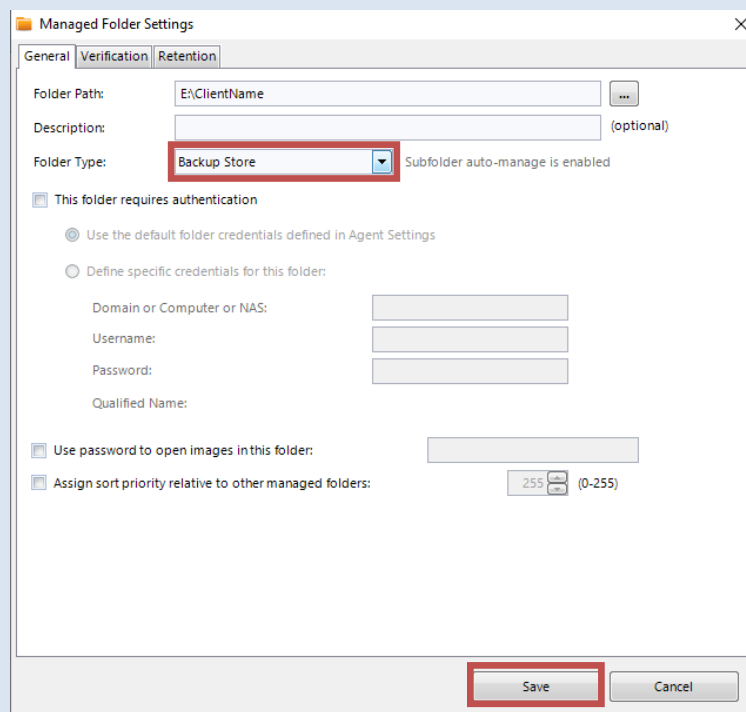 Managed Folder Settings
General Verification Retention
Folder Path: E:\ClientName ...
Description: (optional)
Folder Type: Backup Store Subfolder auto-manage is enabled
This folder requires authentication
Use the default folder credentials defined in Agent Settings
Define specific credentials for this folder:
Domain or Computer or NAS:
Username:
Password:
Qualified Name:
Use password to open images in this folder:
Assign sort priority relative to other managed folders: 255 (0-255)
Save Cancel